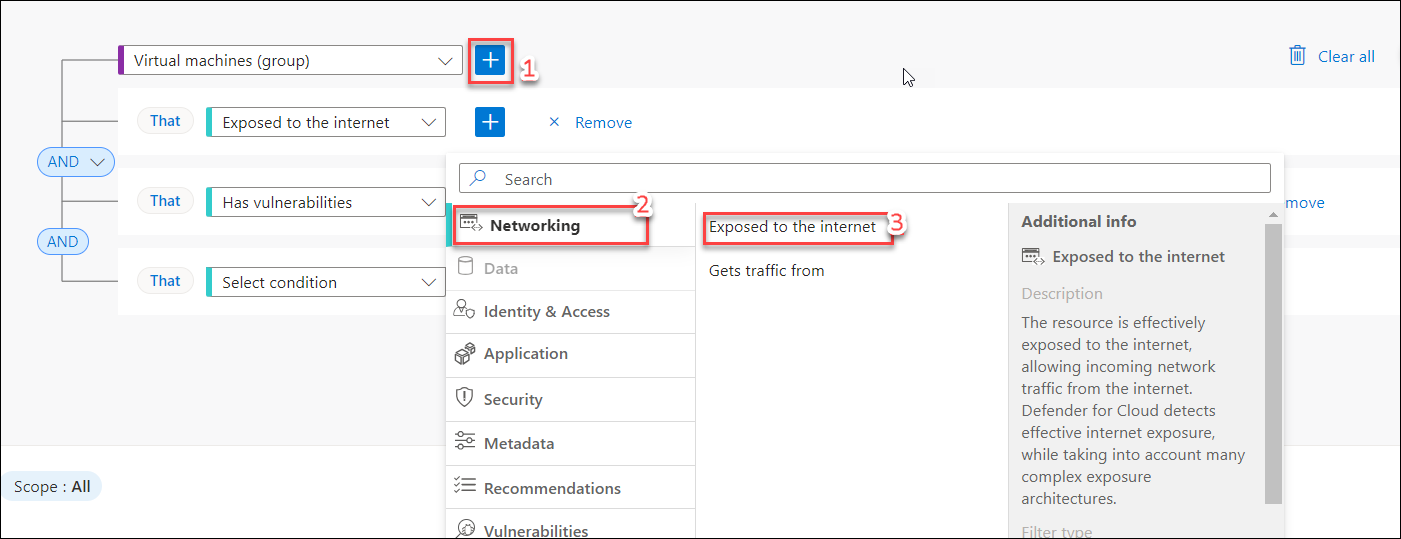 Virtual machines (group)
1
Clear all
That
Exposed to the internet
Remove
AND
Search
That
Has vulnerabilities
2
Networking
Exposed to the internet
3
Additional info
move
AND
Data
Gets traffic from
Exposed to the internet
That
Select condition
Identity & Access
Description
Application
The resource is effectively
exposed to the internet,
allowing incoming network
traffic from the internet.
Defender for Cloud detects
effective internet exposure,
while taking into account many
complex exposure
architectures.
Security
Metadata
Recommendations
Vulnerabilities
Filter type
Scope : All